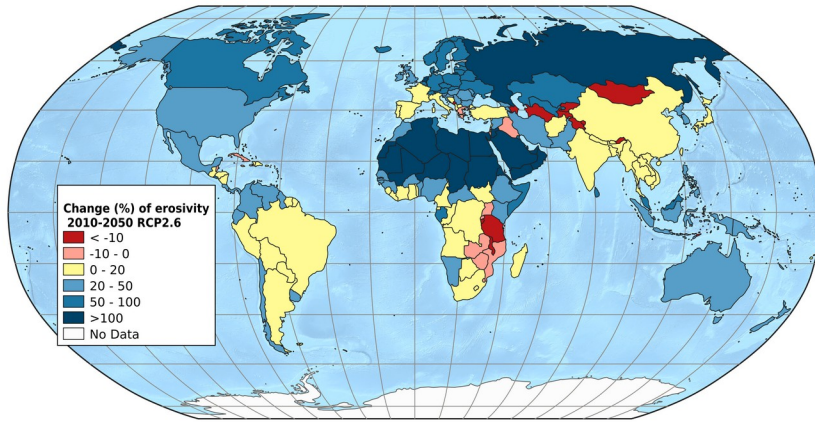 Change (%) of erosivity
2010-2050 RCP2.6
< -10
-10 - 0
0 - 20
20 - 50
50 - 100
>100
No Data